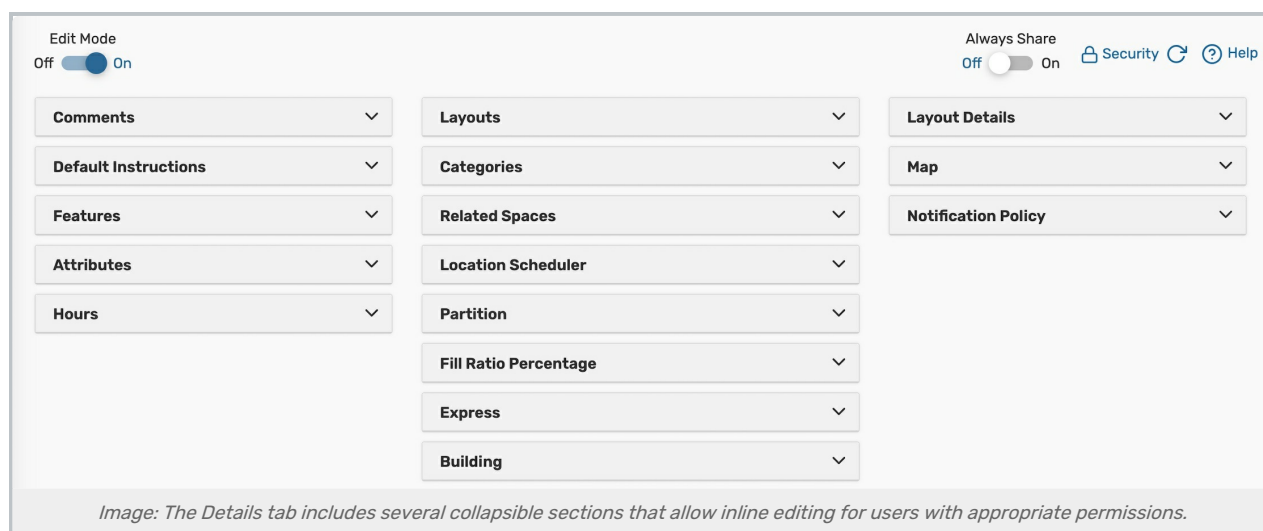 Edit Mode
Off On
Always Share
Off On
Security
Help
Comments
Default Instructions
Features
Attributes
Hours
Layouts
Categories
Related Spaces
Location Scheduler
Partition
Fill Ratio Percentage
Express
Building
Layout Details
Map
Notification Policy
Image: The Details tab includes several collapsible sections that allow inline editing for users with appropriate permissions.